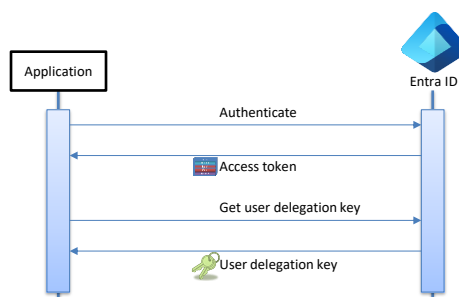 Application
Entra ID
Authenticate
Access token
Get user delegation key
User delegation key